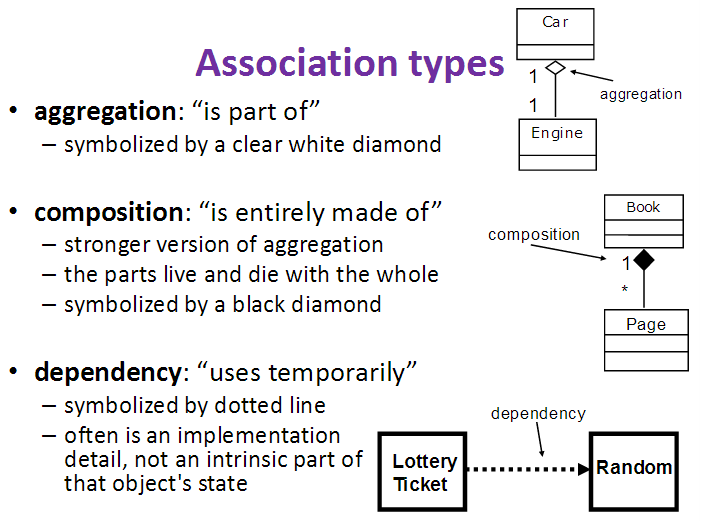 Association types
• aggregation: “is part of”
– symbolized by a clear white diamond
• composition: “is entirely made of”
– stronger version of aggregation
– the parts live and die with the whole
– symbolized by a black diamond
• dependency: “uses temporarily”
– symbolized by dotted line
– often is an implementation
detail, not an intrinsic part of
that object's state
Car
1
aggregation
1
Engine
Book
composition
1
*
Page
dependency
Lottery
Ticket
Random